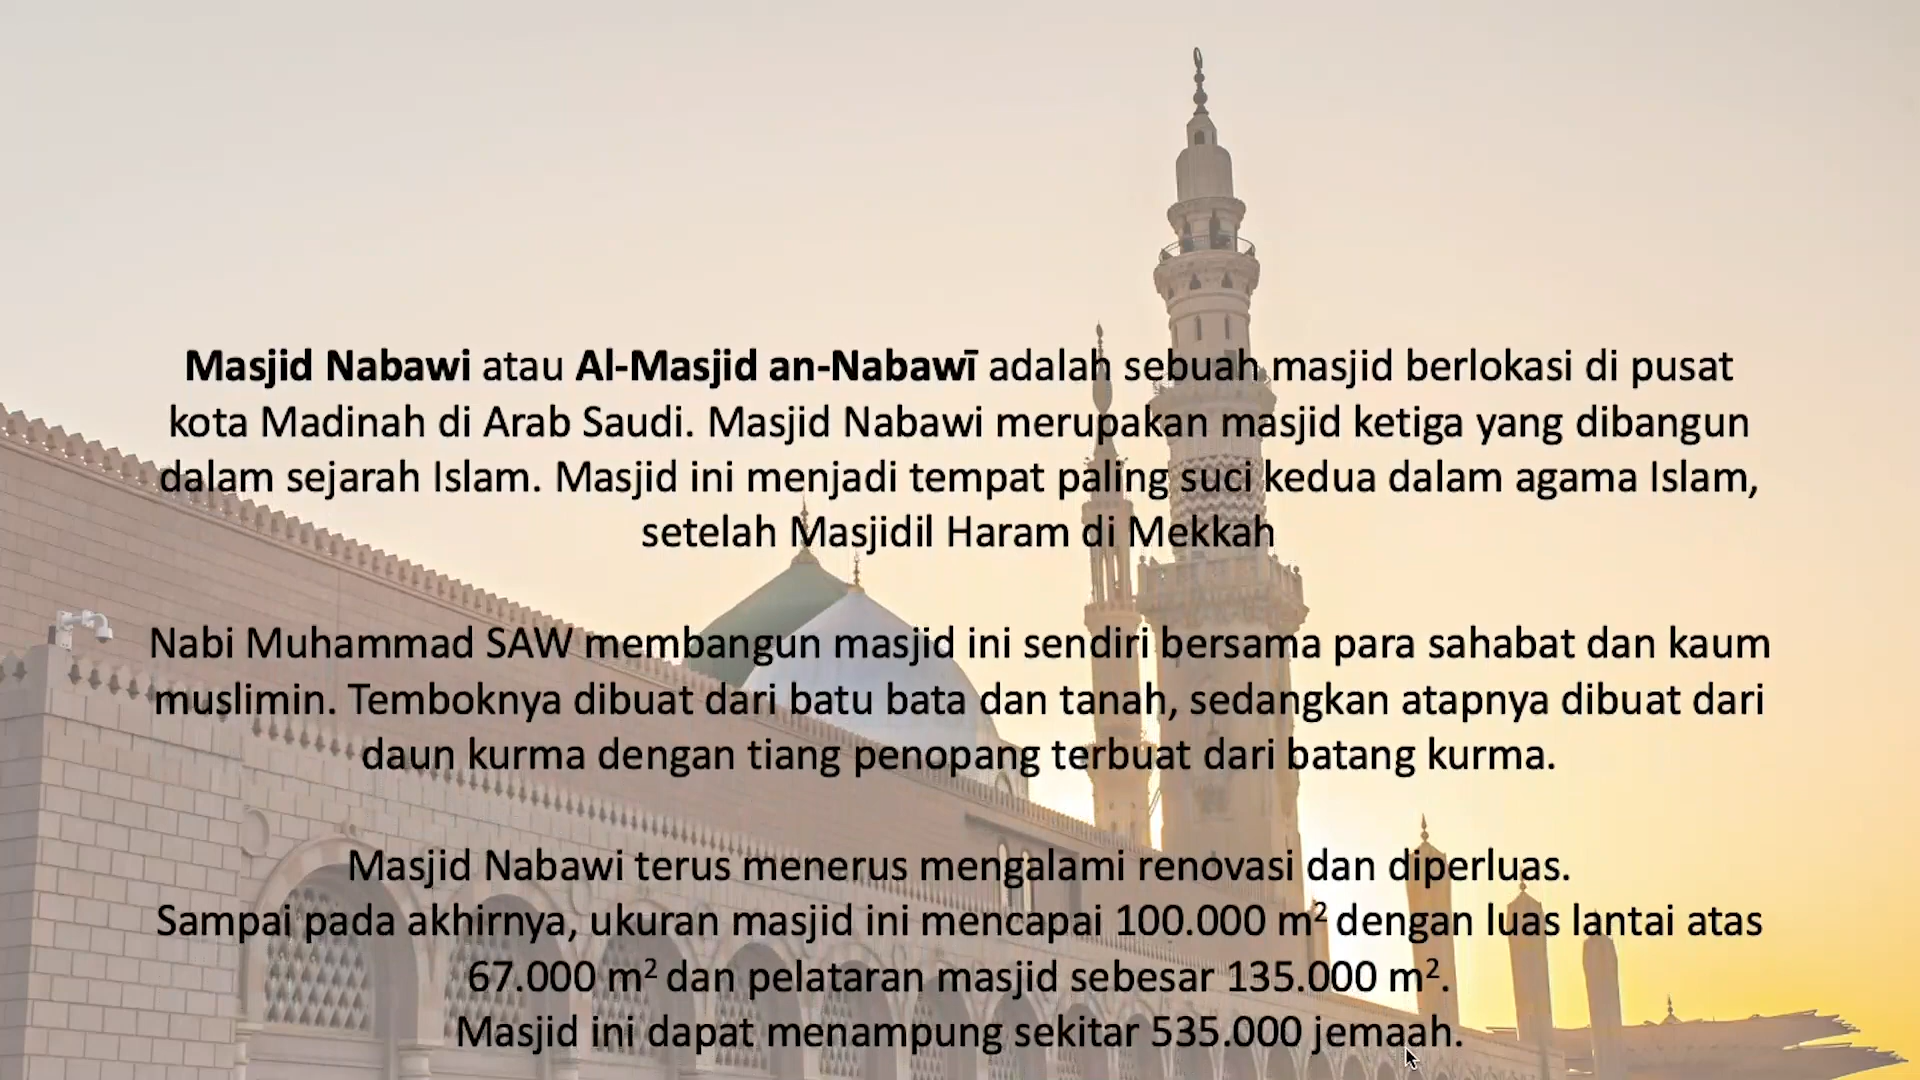 Masjid Nabawi atau Al-Masjid an-Nabawī adalah sebuah masjid berlokasi di pusat
kota Madinah di Arab Saudi. Masjid Nabawi merupakan masjid ketiga yang dibangun
dalam sejarah Islam. Masjid ini menjadi tempat paling suci kedua dalam agama Islam,
setelah Masjidil Haram di Mekkah
Nabi Muhammad SAW membangun masjid ini sendiri bersama para sahabat dan kaum
muslimin. Temboknya dibuat dari batu bata dan tanah, sedangkan atapnya dibuat dari
daun kurma dengan tiang penopang terbuat dari batang kurma.
Masjid Nabawi terus menerus mengalami renovasi dan diperluas.
Sampai pada akhirnya, ukuran masjid ini mencapai 100.000 m² dengan luas lantai atas
67.000 m² dan pelataran masjid sebesar 135.000 m².
Masjid ini dapat menampung sekitar 535.000 jemaah.